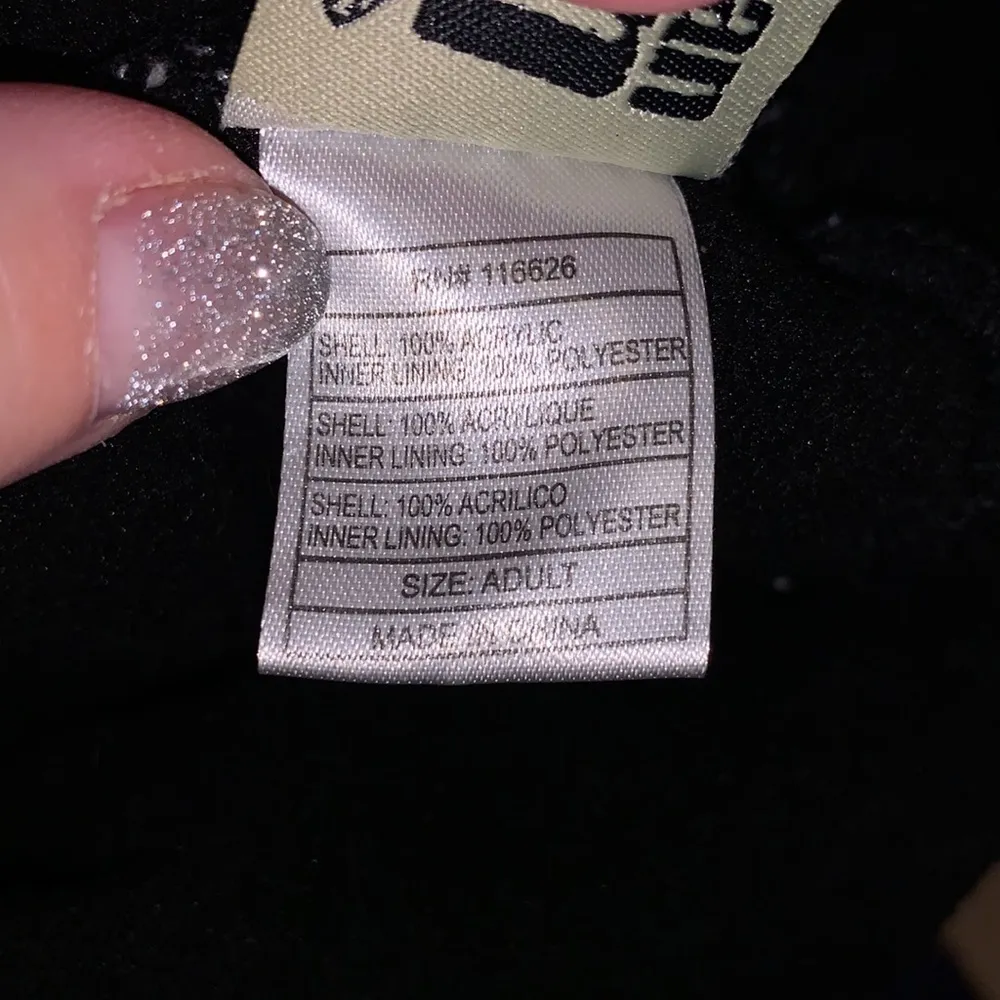 RN# 116626
SHELL: 100% ACRYLIC
INNER LINING: 100% POLYESTER
SHELL: 100% ACRYLIQUE
INNER LINING: 100% POLYESTER
SHELL: 100% ACRILICO
INNER LINING: 100% POLYESTER
SIZE: ADULT
MADE IN CHINA